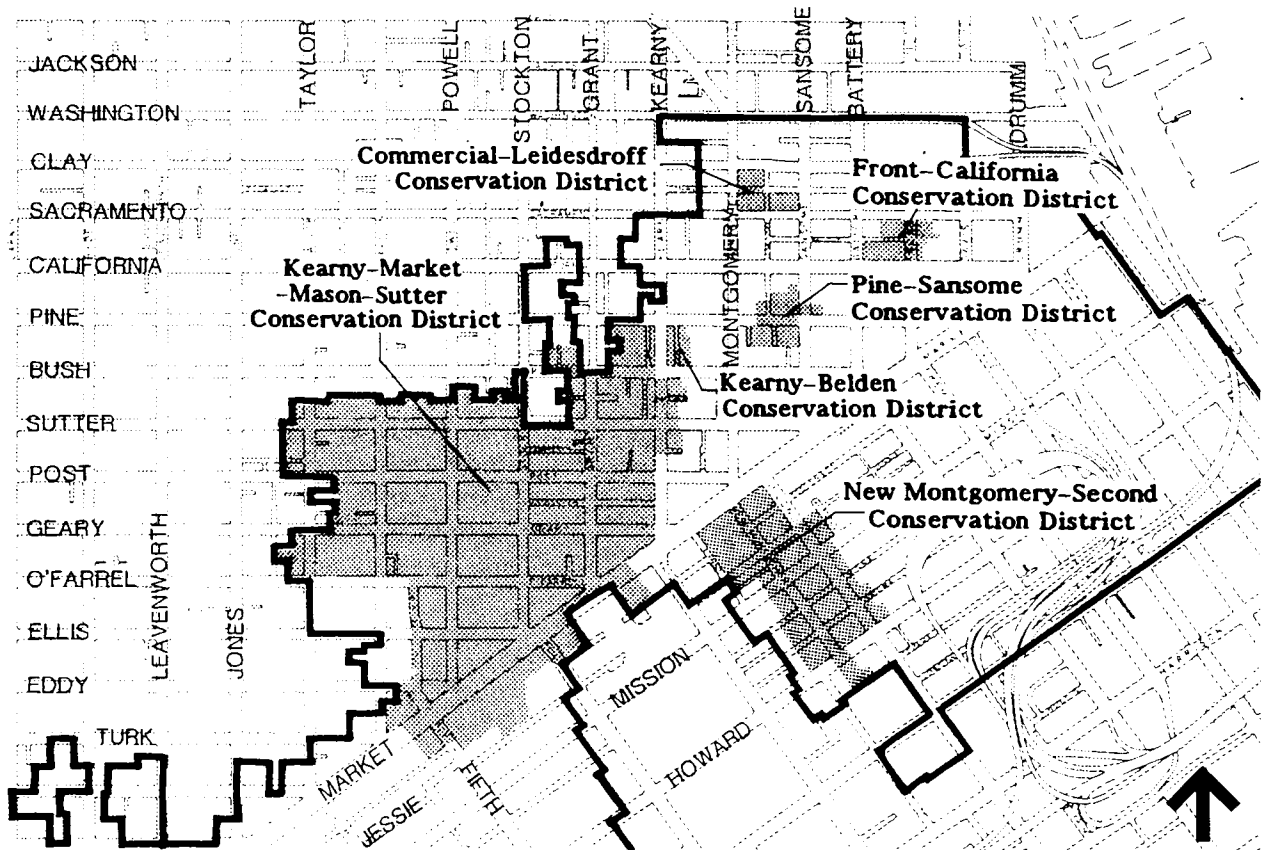 TAYLOR
POWELL
STOCKTON
GRANT
KEARNY
SANSOME
BATTERY
DRUMM
JACKSON
WASHINGTON
CLAY
SACRAMENTO
CALIFORNIA
PINE
BUSH
SUTTER
POST
GEARY
O'FARREL
ELLIS
EDDY
TURK
LEAVENWORTH
JONES
MONTGOMERY
Commercial-Leidesdroff
Conservation District
Front-California
Conservation District
Kearny-Market
-Mason-Sutter
Conservation District
Pine-Sansome
Conservation District
Kearny-Belden
Conservation District
New Montgomery-Second
Conservation District
MISSION
HOWARD
MARKET
JESSIE
FIFTH